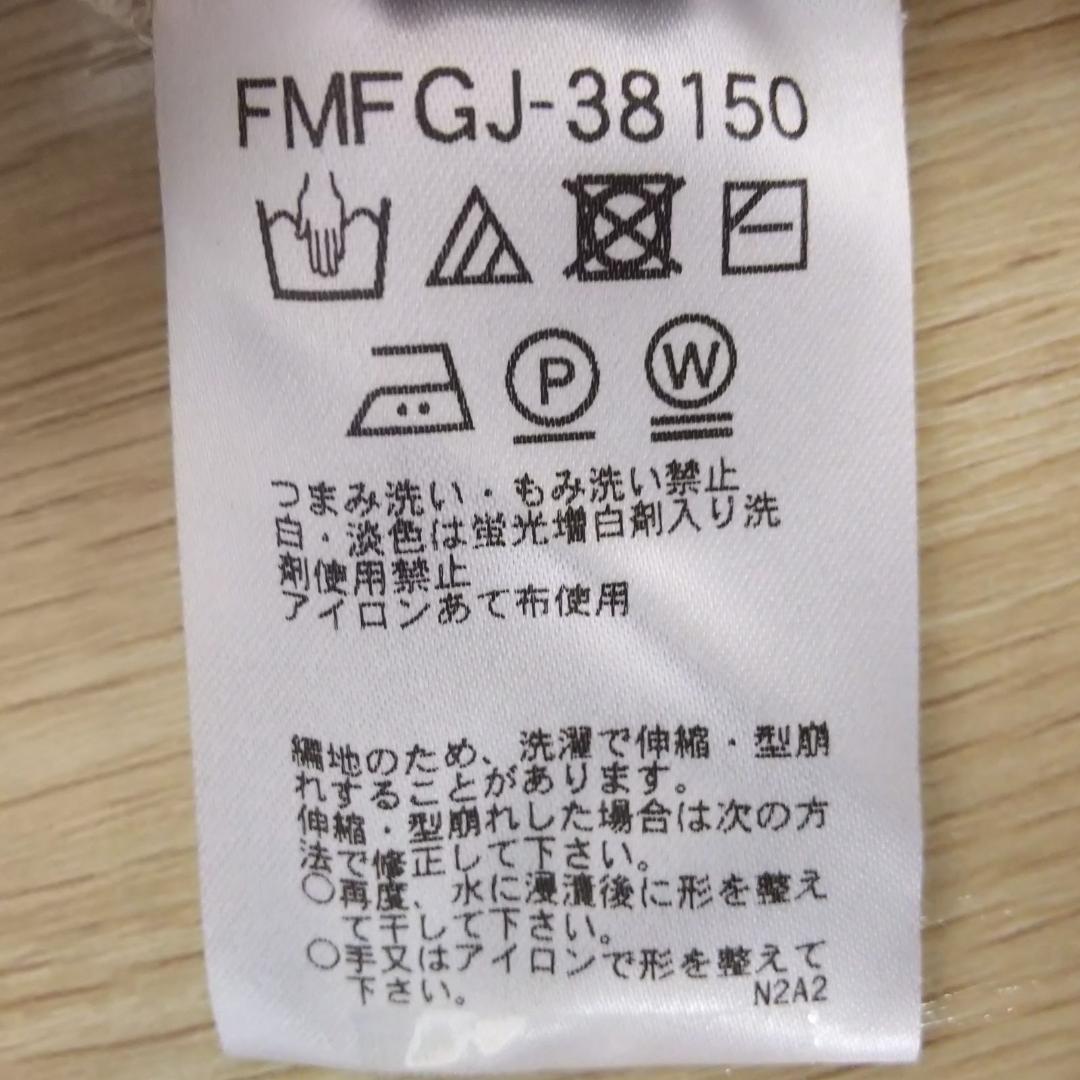 FMFGJ-38150
P W
つまみ洗い・もみ洗い禁止
白・淡色は蛍光増白剤入り洗
剤使用禁止
アイロンあて布使用
編地のため、洗濯で伸縮・型崩
れすることがあります。
伸縮・型崩れした場合は次の方
法で修正して下さい。
○再度、水に浸漬後に形を整え
て干して下さい。
○手又はアイロンで形を整えて
下さい。 N2A2